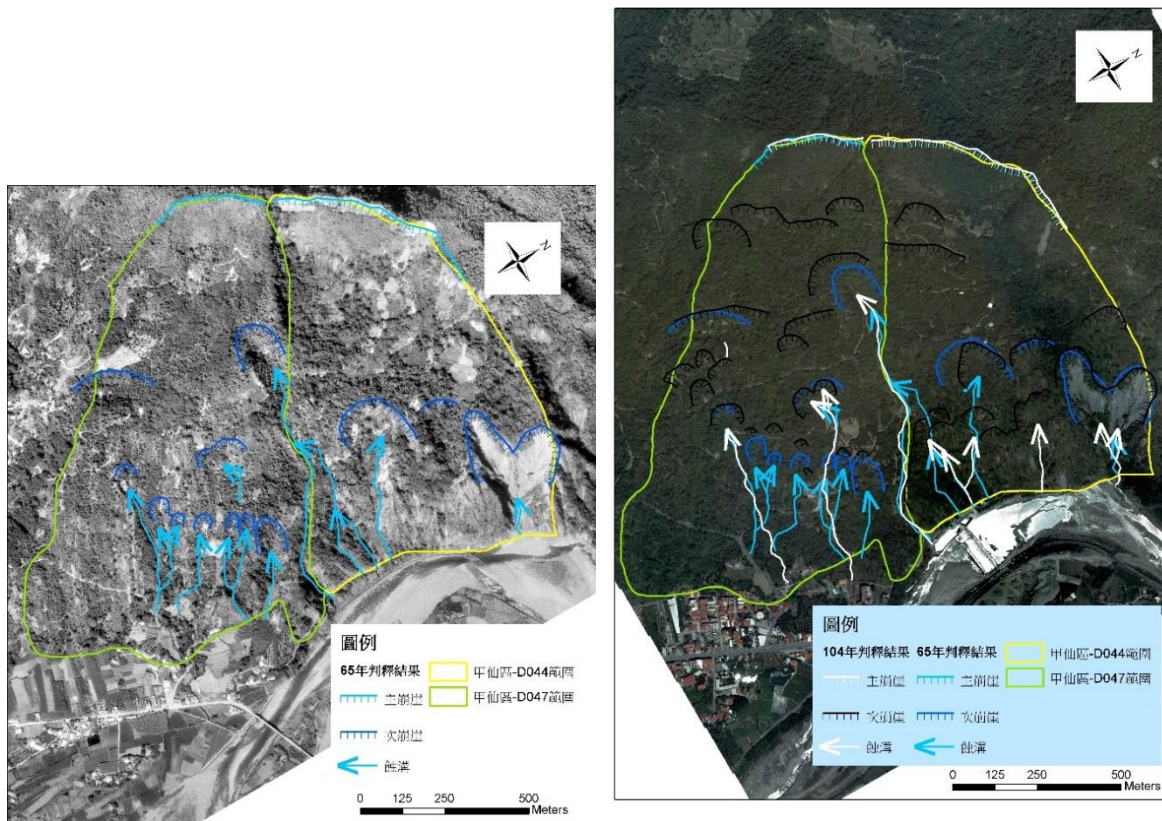 N
圖例
65年判釋結果
甲仙區-D044範圍
主崩崖
甲仙區-D047範圍
次崩崖
蝕溝
0 125 250 500
Meters
N
圖例
104年判釋結果 65年判釋結果
甲仙區-D044範圍
主崩崖 主崩崖
甲仙區-D047範圍
次崩崖 次崩崖
蝕溝 蝕溝
0 125 250 500
Meters